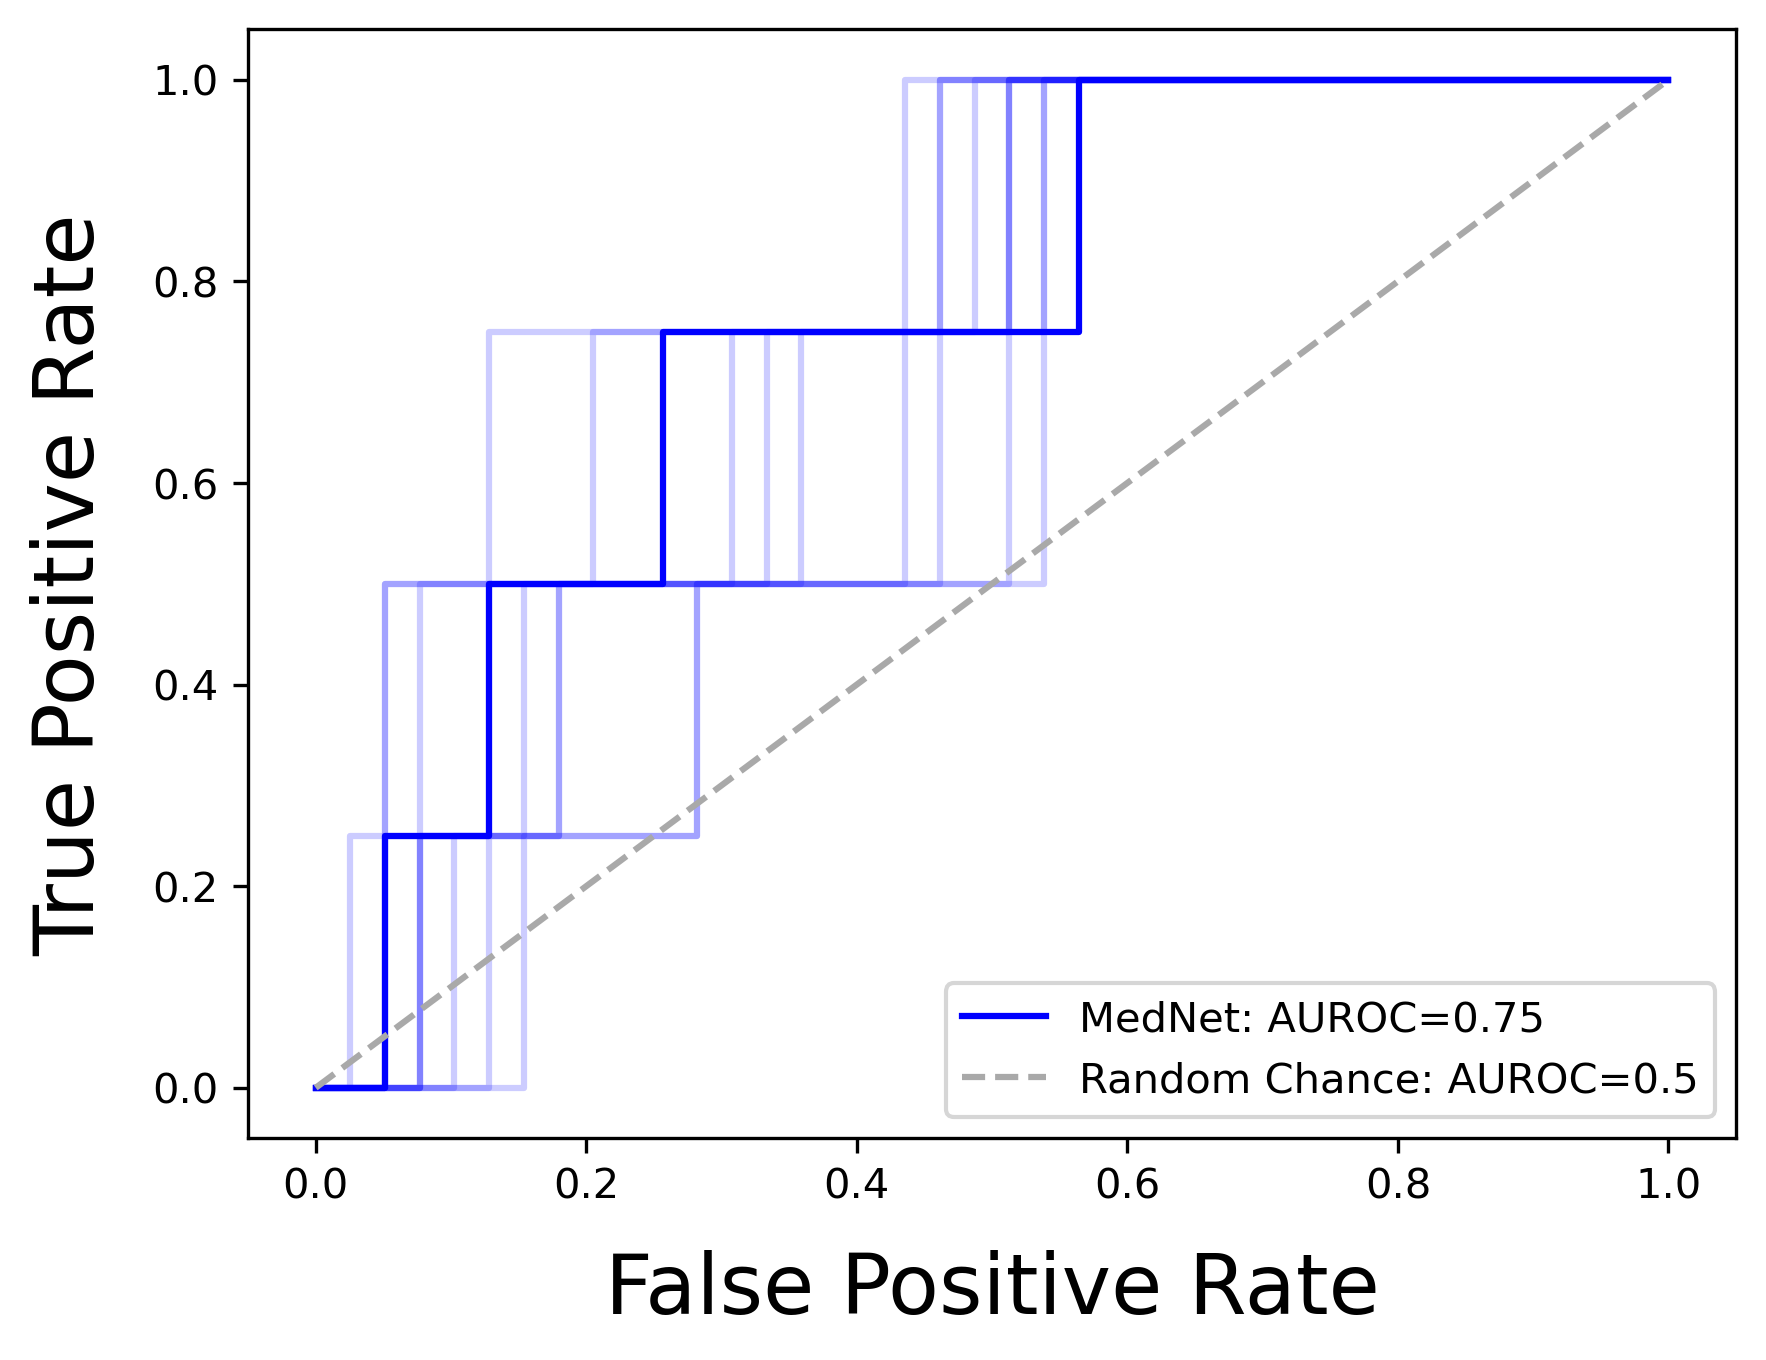 True Positive Rate
1.0
0.8
0.6
0.4
0.2
0.0
MedNet: AUROC=0.75
Random Chance: AUROC=0.5
0.0 0.2 0.4 0.6 0.8 1.0
False Positive Rate